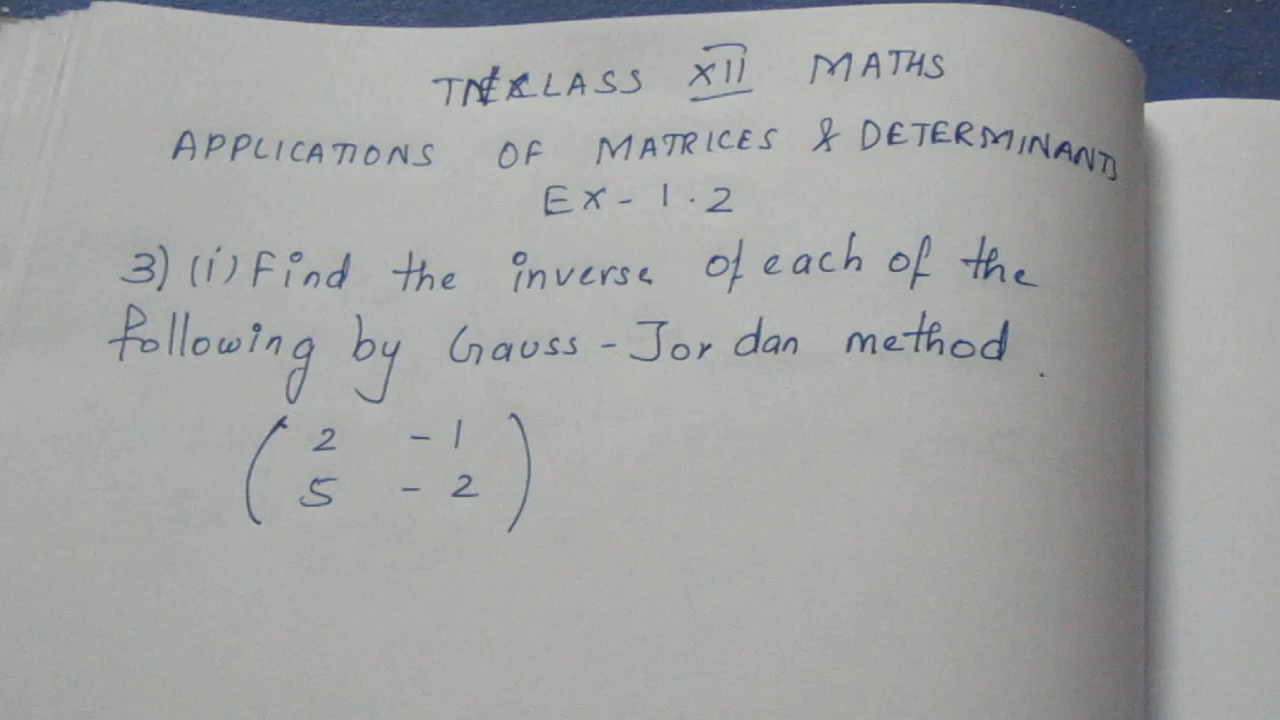 CLASS XII MATHS
APPLICATIONS OF MATRICES & DETERMINANTS
EX - 1.2
3) (i) Find the inverse of each of the
following by Gauss - Jordan method.
2 -1
5 -2